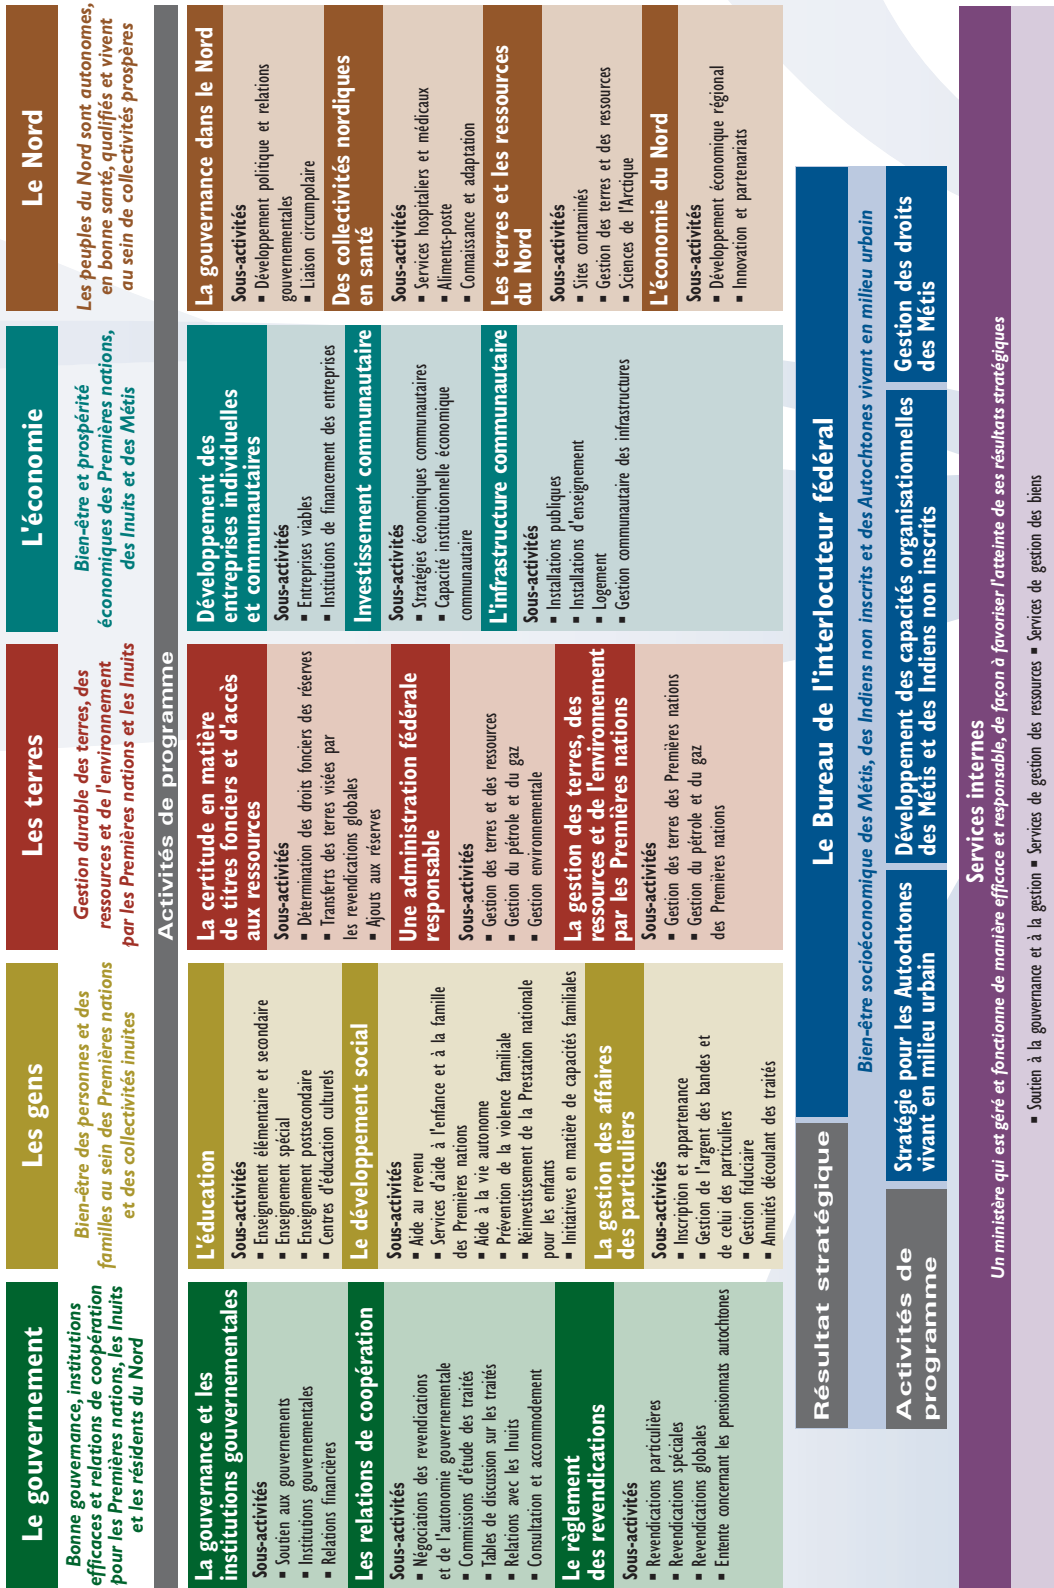 Le gouvernement
Bonne gouvernance, institutions
efficaces et relations de coopération
pour les Premières nations, les Inuits
et les résidents du Nord
Les gens
Bien-être des personnes et des
familles au sein des Premières nations
et des collectivités inuites
Les terres
Gestion durable des terres, des
ressources et de l'environnement
par les Premières nations et les Inuits
L'économie
Bien-être et prospérité
économiques des Premières nations,
des Inuits et des Métis
Le Nord
Les peuples du Nord sont autonomes,
en bonne santé, qualifiés et vivent
au sein de collectivités prospères
Activités de programme
La gouvernance et les
institutions gouvernementales
Sous-activités
▪ Soutien aux gouvernements
▪ Institutions gouvernementales
▪ Relations financières
Les relations de coopération
Sous-activités
▪ Négociations des revendications
et de l'autonomie gouvernementale
▪ Commissions d'étude des traités
▪ Tables de discussion sur les traités
▪ Relations avec les Inuits
▪ Consultation et accommodement
Le règlement
des revendications
Sous-activités
▪ Revendications particulières
▪ Revendications spéciales
▪ Revendications globales
▪ Entente concernant les pensionnats autochtones
L'éducation
Sous-activités
▪ Enseignement élémentaire et secondaire
▪ Enseignement spécial
▪ Enseignement postsecondaire
▪ Centres d'éducation culturels
Le développement social
Sous-activités
▪ Aide au revenu
▪ Services d'aide à l'enfance et à la famille
des Premières nations
▪ Aide à la vie autonome
▪ Prévention de la violence familiale
▪ Réinvestissement de la Prestation nationale
pour les enfants
▪ Initiatives en matière de capacités familiales
La gestion des affaires
des particuliers
Sous-activités
▪ Inscription et appartenance
▪ Gestion de l'argent des bandes et
de celui des particuliers
▪ Gestion fiduciaire
▪ Annuités découlant des traités
La certitude en matière
de titres fonciers et d'accès
aux ressources
Sous-activités
▪ Détermination des droits fonciers des réserves
▪ Transferts des terres visées par
les revendications globales
▪ Ajouts aux réserves
Une administration fédérale
responsable
Sous-activités
▪ Gestion des terres et des ressources
▪ Gestion du pétrole et du gaz
▪ Gestion environnementale
La gestion des terres, des
ressources et de l'environnement
par les Premières nations
Sous-activités
▪ Gestion des terres des Premières nations
▪ Gestion du pétrole et du gaz
des Premières nations
Développement des
entreprises individuelles
et communautaires
Sous-activités
▪ Entreprises viables
▪ Institutions de financement des entreprises
Investissement communautaire
Sous-activités
▪ Stratégies économiques communautaires
▪ Capacité institutionnelle économique
communautaire
L'infrastructure communautaire
Sous-activités
▪ Installations publiques
▪ Installations d'enseignement
▪ Logement
▪ Gestion communautaire des infrastructures
La gouvernance dans le Nord
Sous-activités
▪ Développement politique et relations
gouvernementales
▪ Liaison circumpolaire
Des collectivités nordiques
en santé
Sous-activités
▪ Services hospitaliers et médicaux
▪ Aliments-poste
▪ Connaissance et adaptation
Les terres et les ressources
du Nord
Sous-activités
▪ Sites contaminés
▪ Gestion des terres et des ressources
▪ Sciences de l'Arctique
L'économie du Nord
Sous-activités
▪ Développement économique régional
▪ Innovation et partenariats
Résultat stratégique
Le Bureau de l'interlocuteur fédéral
Bien-être socioéconomique des Métis, des Indiens non inscrits et des Autochtones vivant en milieu urbain
Activités de
programme
Stratégie pour les Autochtones
vivant en milieu urbain
Développement des capacités organisationnelles
des Métis et des Indiens non inscrits
Gestion des droits
des Métis
Services internes
Un ministère qui est géré et fonctionne de manière efficace et responsable, de façon à favoriser l'atteinte de ses résultats stratégiques
▪ Soutien à la gouvernance et à la gestion ▪ Services de gestion des ressources ▪ Services de gestion des biens